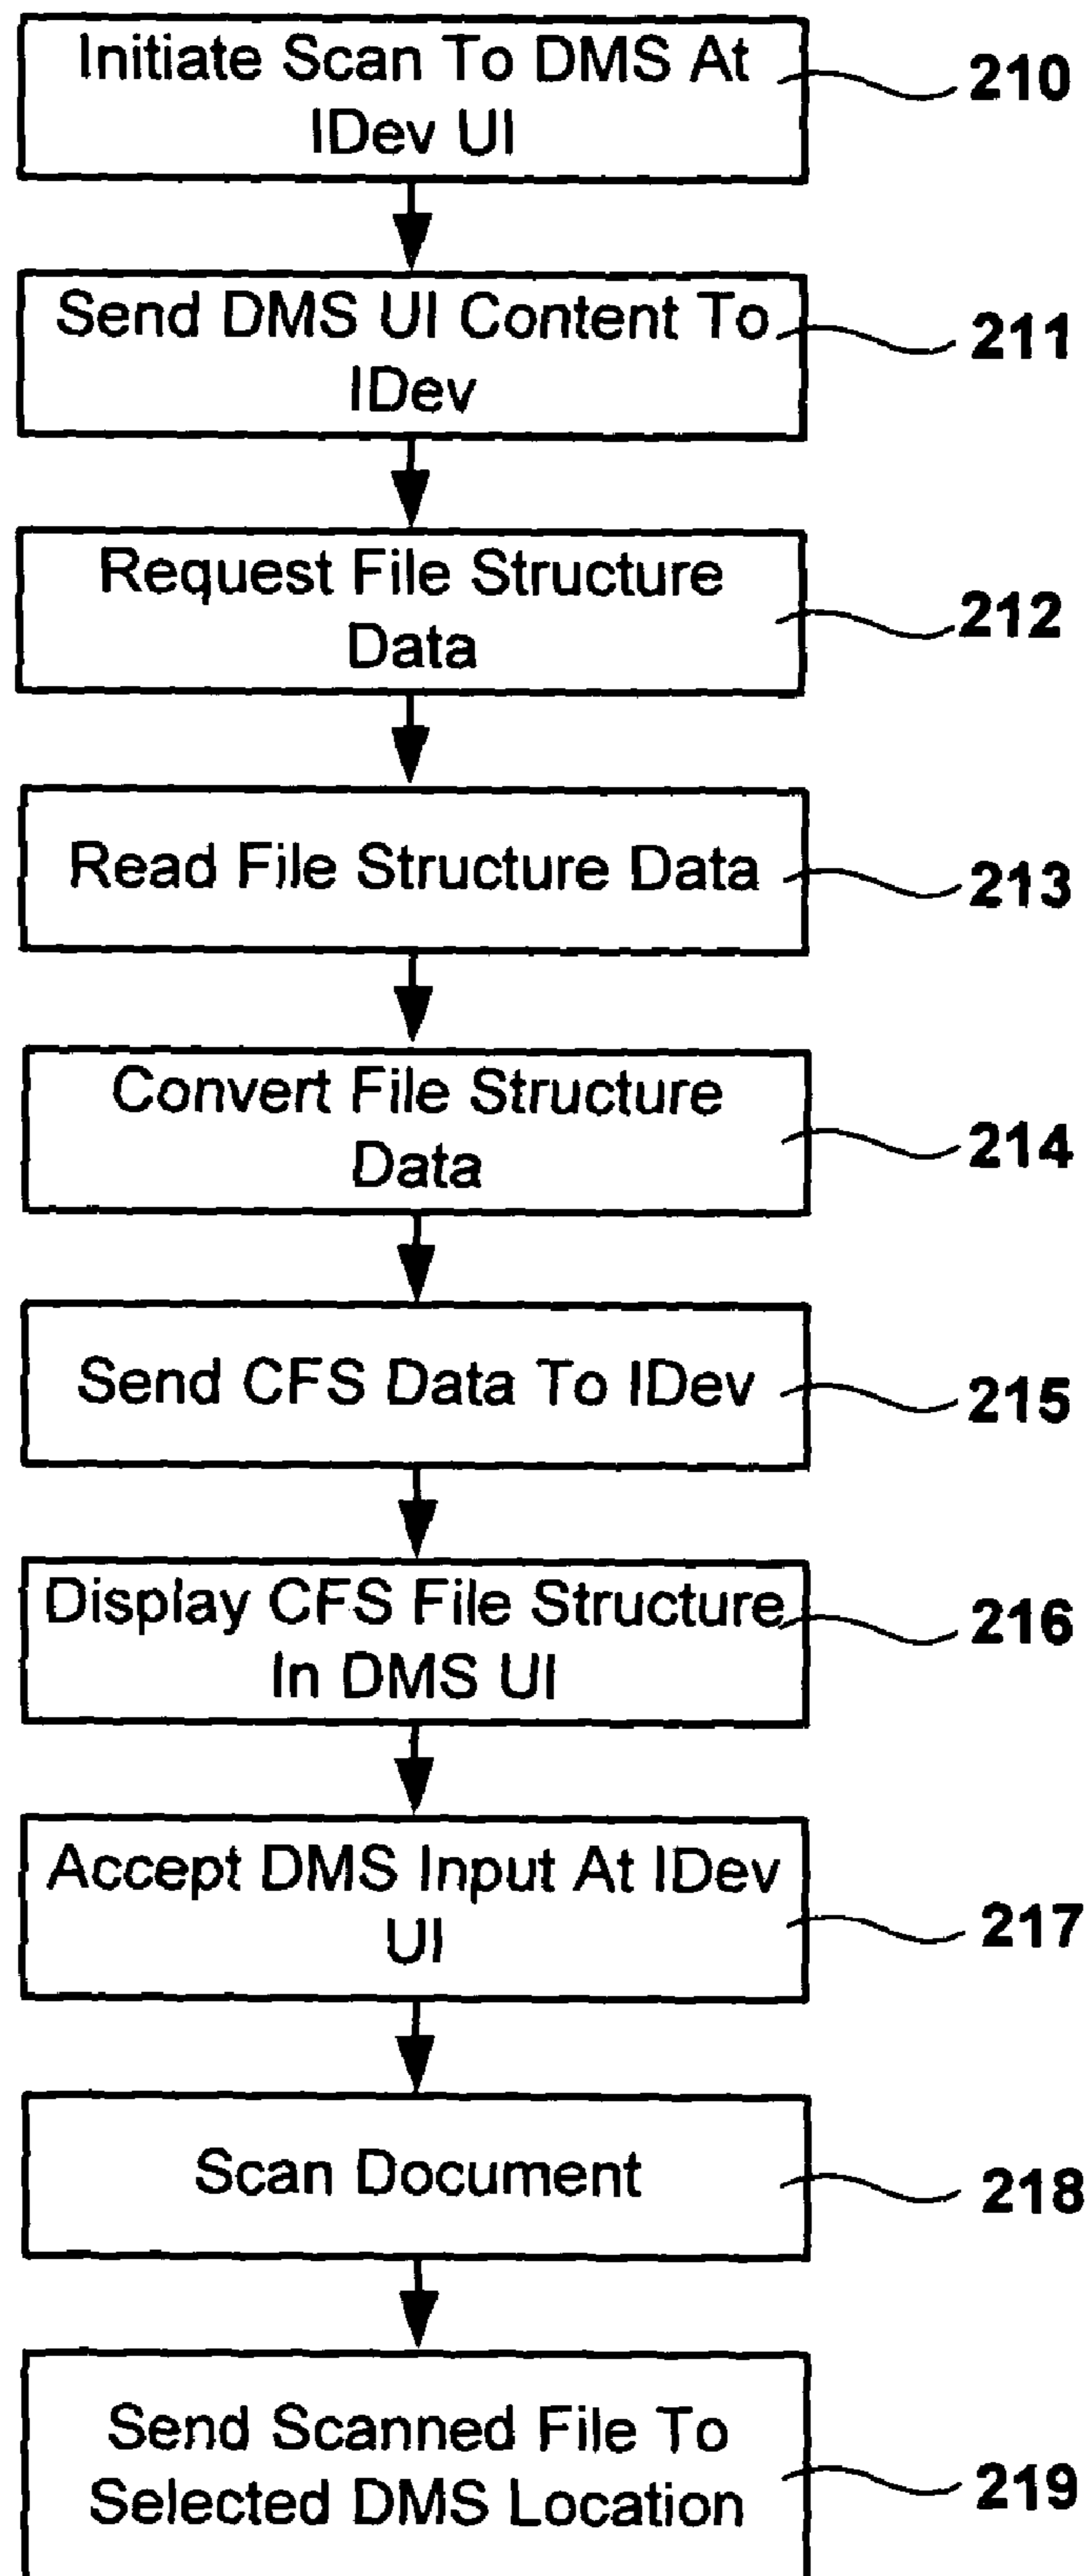 Initiate Scan To DMS At
IDev UI
210
Send DMS UI Content To
IDev
211
Request File Structure
Data
212
Read File Structure Data
213
Convert File Structure
Data
214
Send CFS Data To IDev
215
Display CFS File Structure
In DMS UI
216
Accept DMS Input At IDev
UI
217
Scan Document
218
Send Scanned File To
Selected DMS Location
219